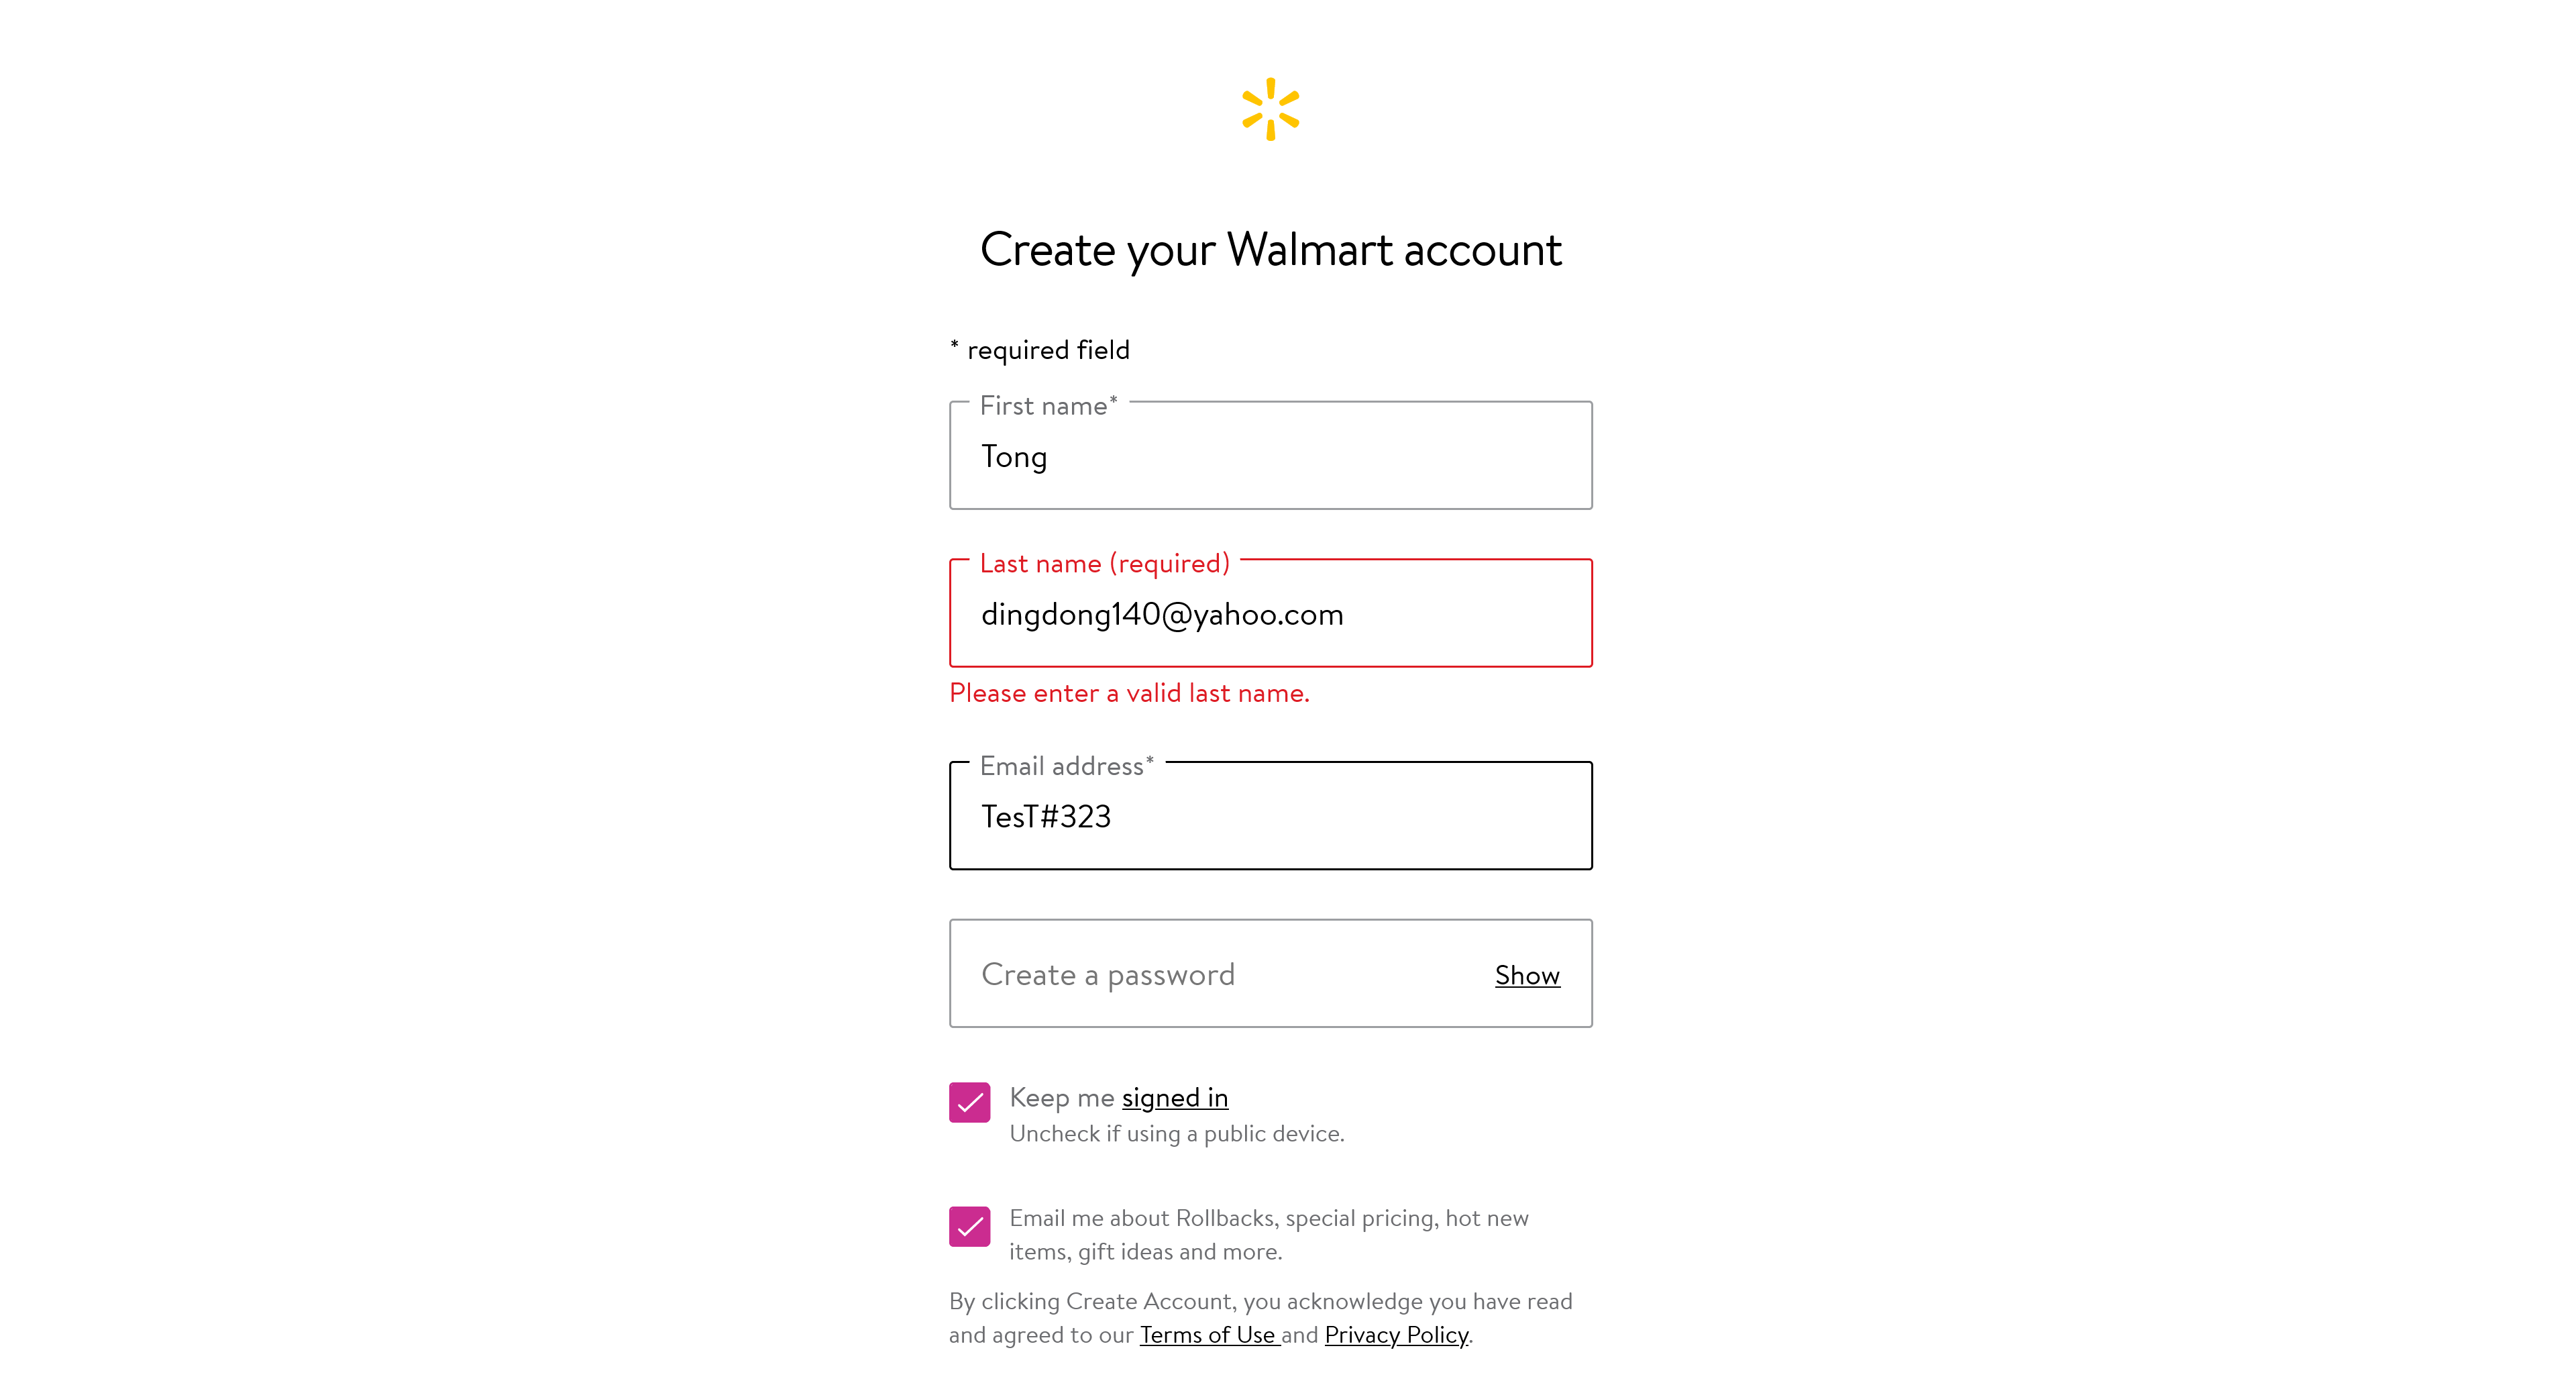 Create your Walmart account
* required field
First name*
Tong
Last name (required)
dingdong140@yahoo.com
Please enter a valid last name.
Email address*
TesT#323
Create a password Show
Keep me signed in
Uncheck if using a public device.
Email me about Rollbacks, special pricing, hot new
items, gift ideas and more.
By clicking Create Account, you acknowledge you have read
and agreed to our Terms of Use and Privacy Policy.